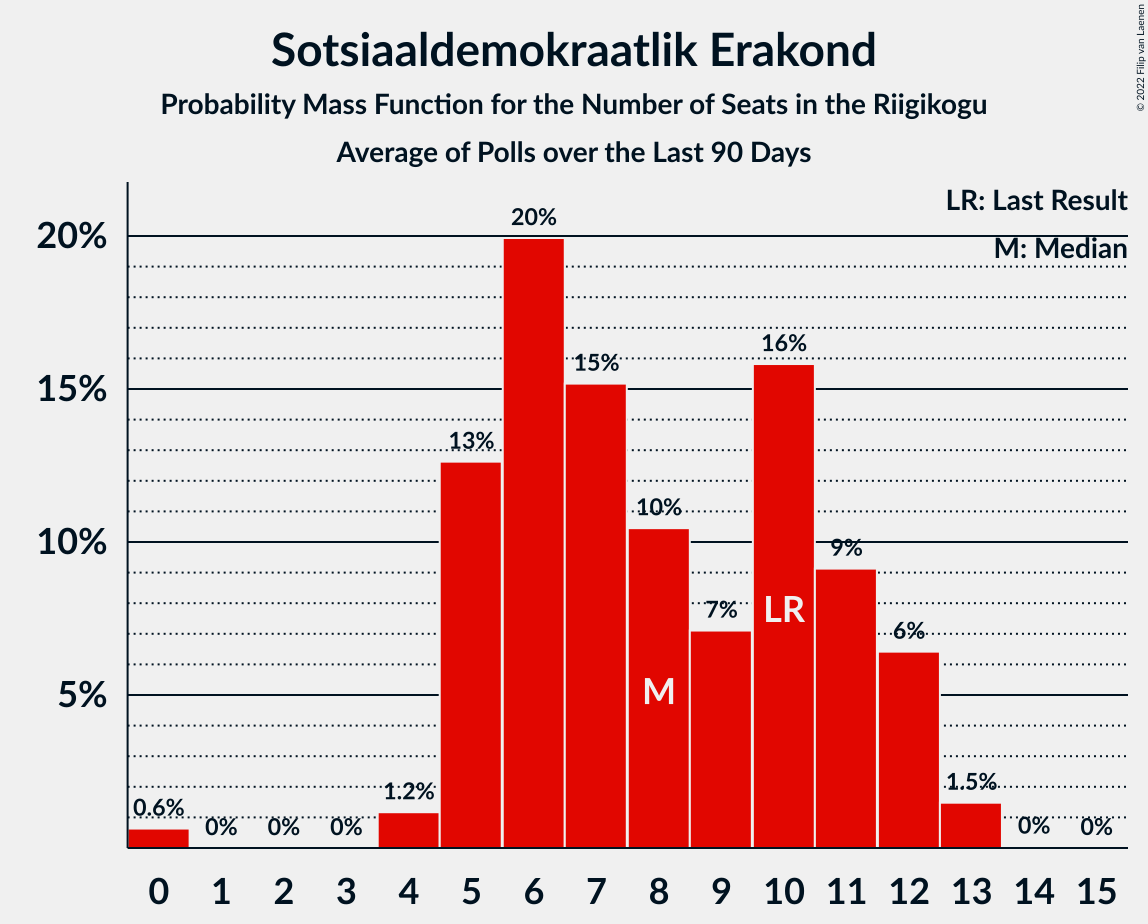 Sotsiaaldemokraatlik Erakond
Probability Mass Function for the Number of Seats in the Riigikogu
Average of Polls over the Last 90 Days
© 2022 Filip van Laenen
LR: Last Result
M: Median
20%
15%
10%
5%
0.6%
0%
0%
0%
1.2%
13%
20%
15%
10%
7%
16%
9%
6%
1.5%
0%
0%
M
LR
0 1 2 3 4 5 6 7 8 9 10 11 12 13 14 15